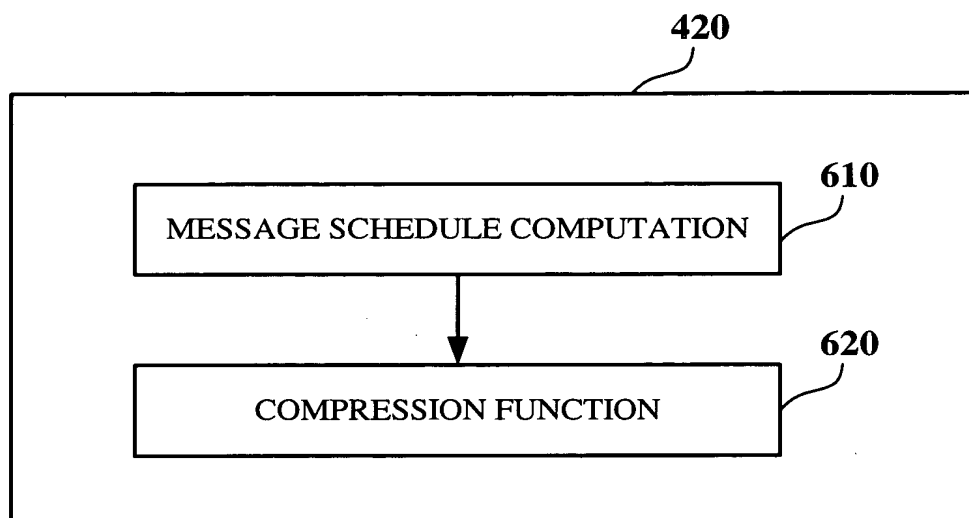 420
610
MESSAGE SCHEDULE COMPUTATION
620
COMPRESSION FUNCTION